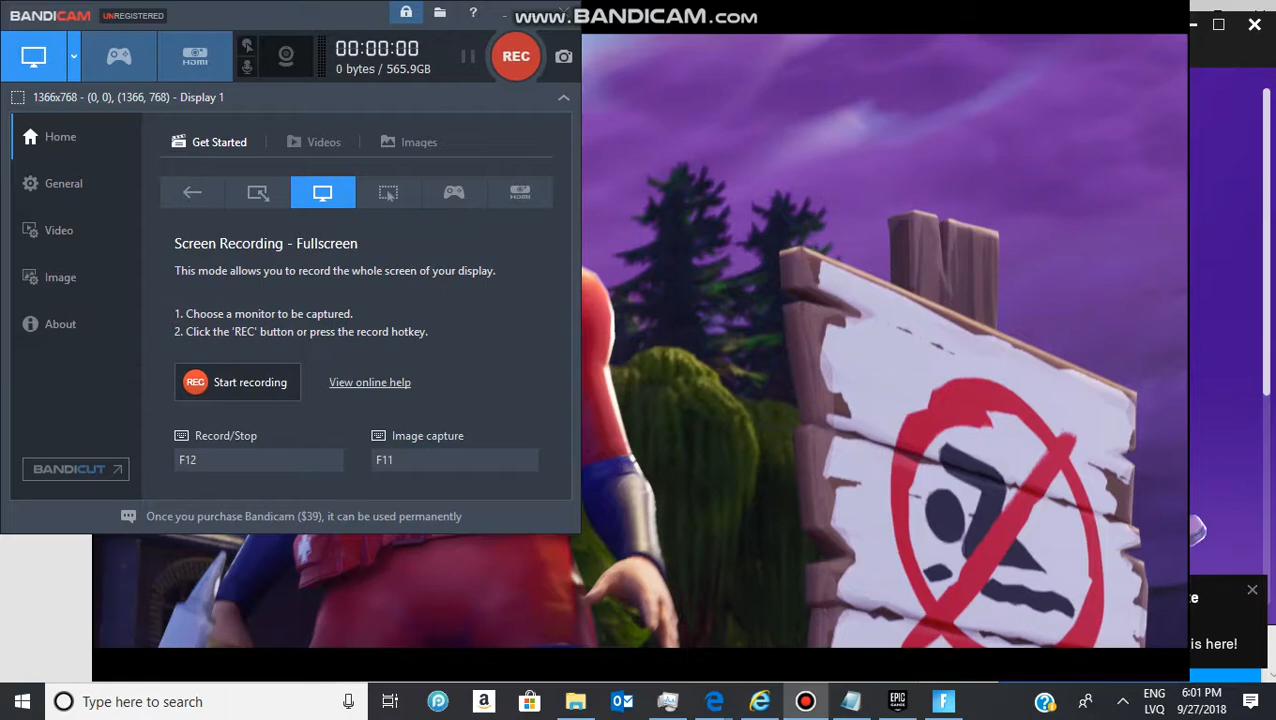 BANDICAM UNREGISTERED
www.BANDICAM.com
HDMI
00:00:00
0 bytes / 565.9GB
REC
1366x768 - (0, 0), (1366, 768) - Display 1
Home
General
Video
Image
About
BANDICUT
Get Started
Videos
Images
HDMI
Screen Recording - Fullscreen
This mode allows you to record the whole screen of your display.
1. Choose a monitor to be captured.
2. Click the 'REC' button or press the record hotkey.
REC Start recording
View online help
Record/Stop
Image capture
F12
F11
Once you purchase Bandicam ($39), it can be used permanently
is here!
Type here to search
EPIC GAMES
ENG
LVQ
6:01 PM
9/27/2018